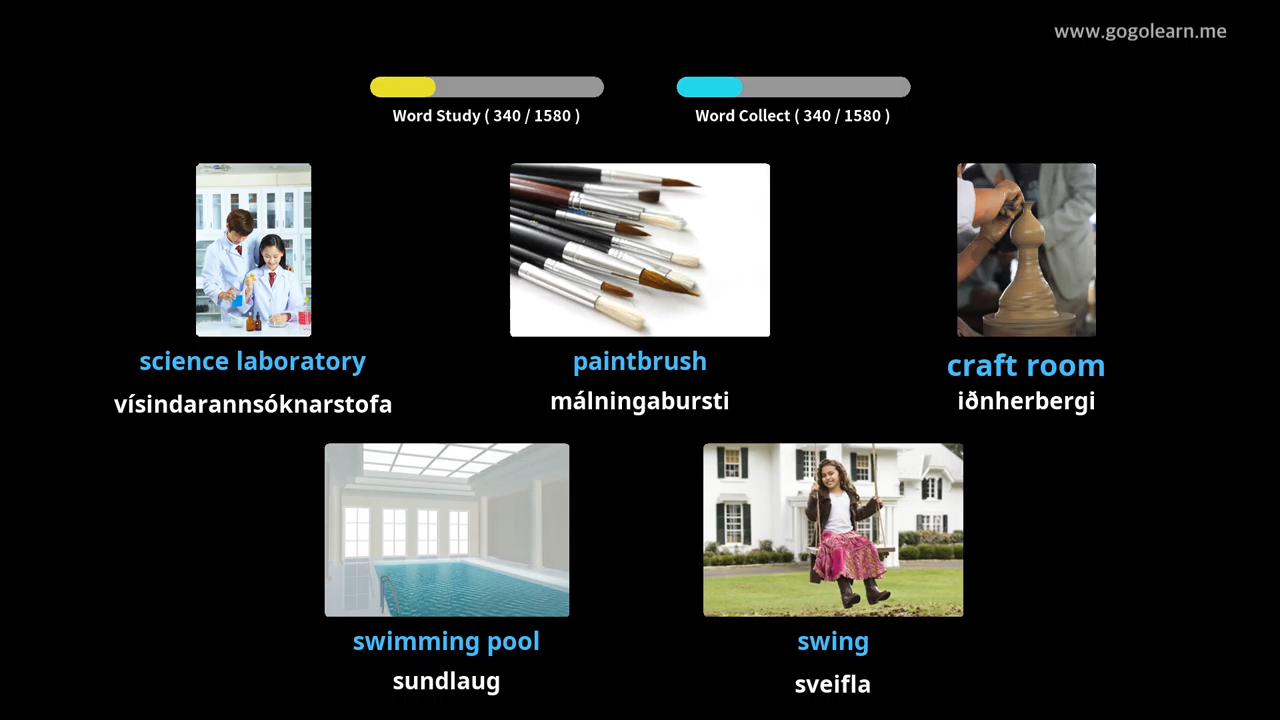 www.gogolearn.me
Word Study ( 340 / 1580 )
Word Collect ( 340 / 1580 )
science laboratory
vísindarannsóknarstofa
paintbrush
málningabursti
craft room
iðnherbergi
swimming pool
sundlaug
swing
sveifla